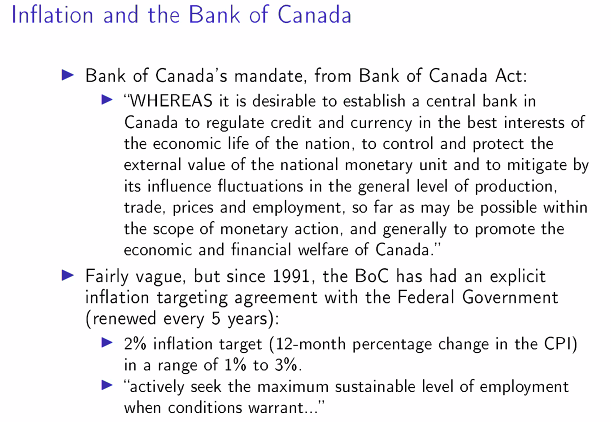 Inflation and the Bank of Canada
▶ Bank of Canada's mandate, from Bank of Canada Act:
▶ "WHEREAS it is desirable to establish a central bank in
Canada to regulate credit and currency in the best interests of
the economic life of the nation, to control and protect the
external value of the national monetary unit and to mitigate by
its influence fluctuations in the general level of production,
trade, prices and employment, so far as may be possible within
the scope of monetary action, and generally to promote the
economic and financial welfare of Canada."
▶ Fairly vague, but since 1991, the BoC has had an explicit
inflation targeting agreement with the Federal Government
(renewed every 5 years):
▶ 2% inflation target (12-month percentage change in the CPI)
in a range of 1% to 3%.
▶ "actively seek the maximum sustainable level of employment
when conditions warrant..."